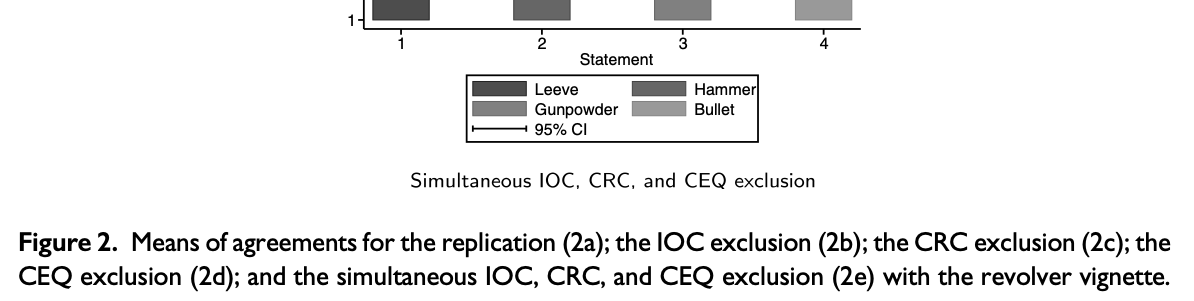 1
1 2 3 4
Statement
Leeve Hammer
Gunpowder Bullet
95% CI
Simultaneous IOC, CRC, and CEQ exclusion
Figure 2. Means of agreements for the replication (2a); the IOC exclusion (2b); the CRC exclusion (2c); the
CEQ exclusion (2d); and the simultaneous IOC, CRC, and CEQ exclusion (2e) with the revolver vignette.